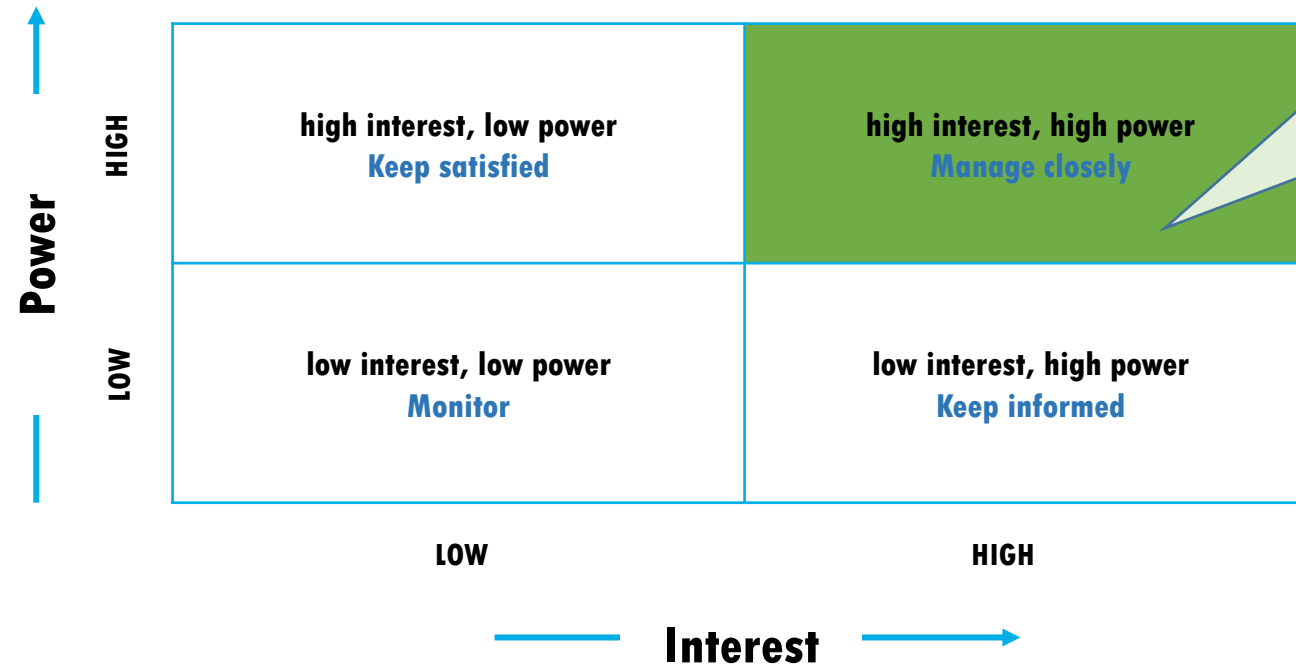 Power
HIGH
high interest, low power
Keep satisfied
high interest, high power
Manage closely
LOW
low interest, low power
Monitor
low interest, high power
Keep informed
LOW
HIGH
Interest